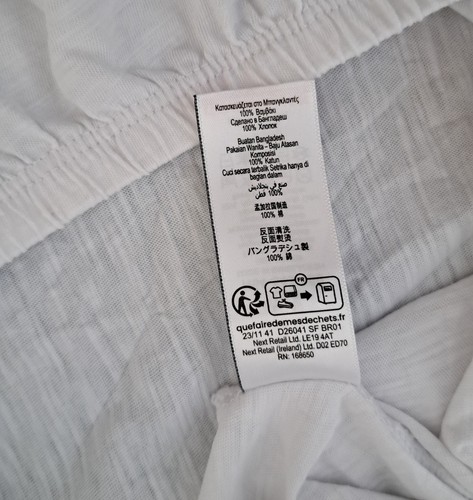 Κατασκευάζεται στο Μπανγκλαντές
100% Βαμβάκι
Сделано в Бангладеш
100% Хлопок
Buatan Bangladesh
Pakaian Wanita - Baju Atasan
Komposisi
100% Katun
Cuci secara terbalik Setrika hanya di
bagian dalam
صنع في بنجلاديش
100% قطن
孟加拉国制造
100% 棉
反面清洗
反面熨烫
バングラデシュ製
100% 綿
FR
quefairedemesdechets.fr
23/11 41 D26041 SF BR01
Next Retail Ltd. LE19 4AT
Next Retail (Ireland) Ltd. D02 ED70
RN: 168650